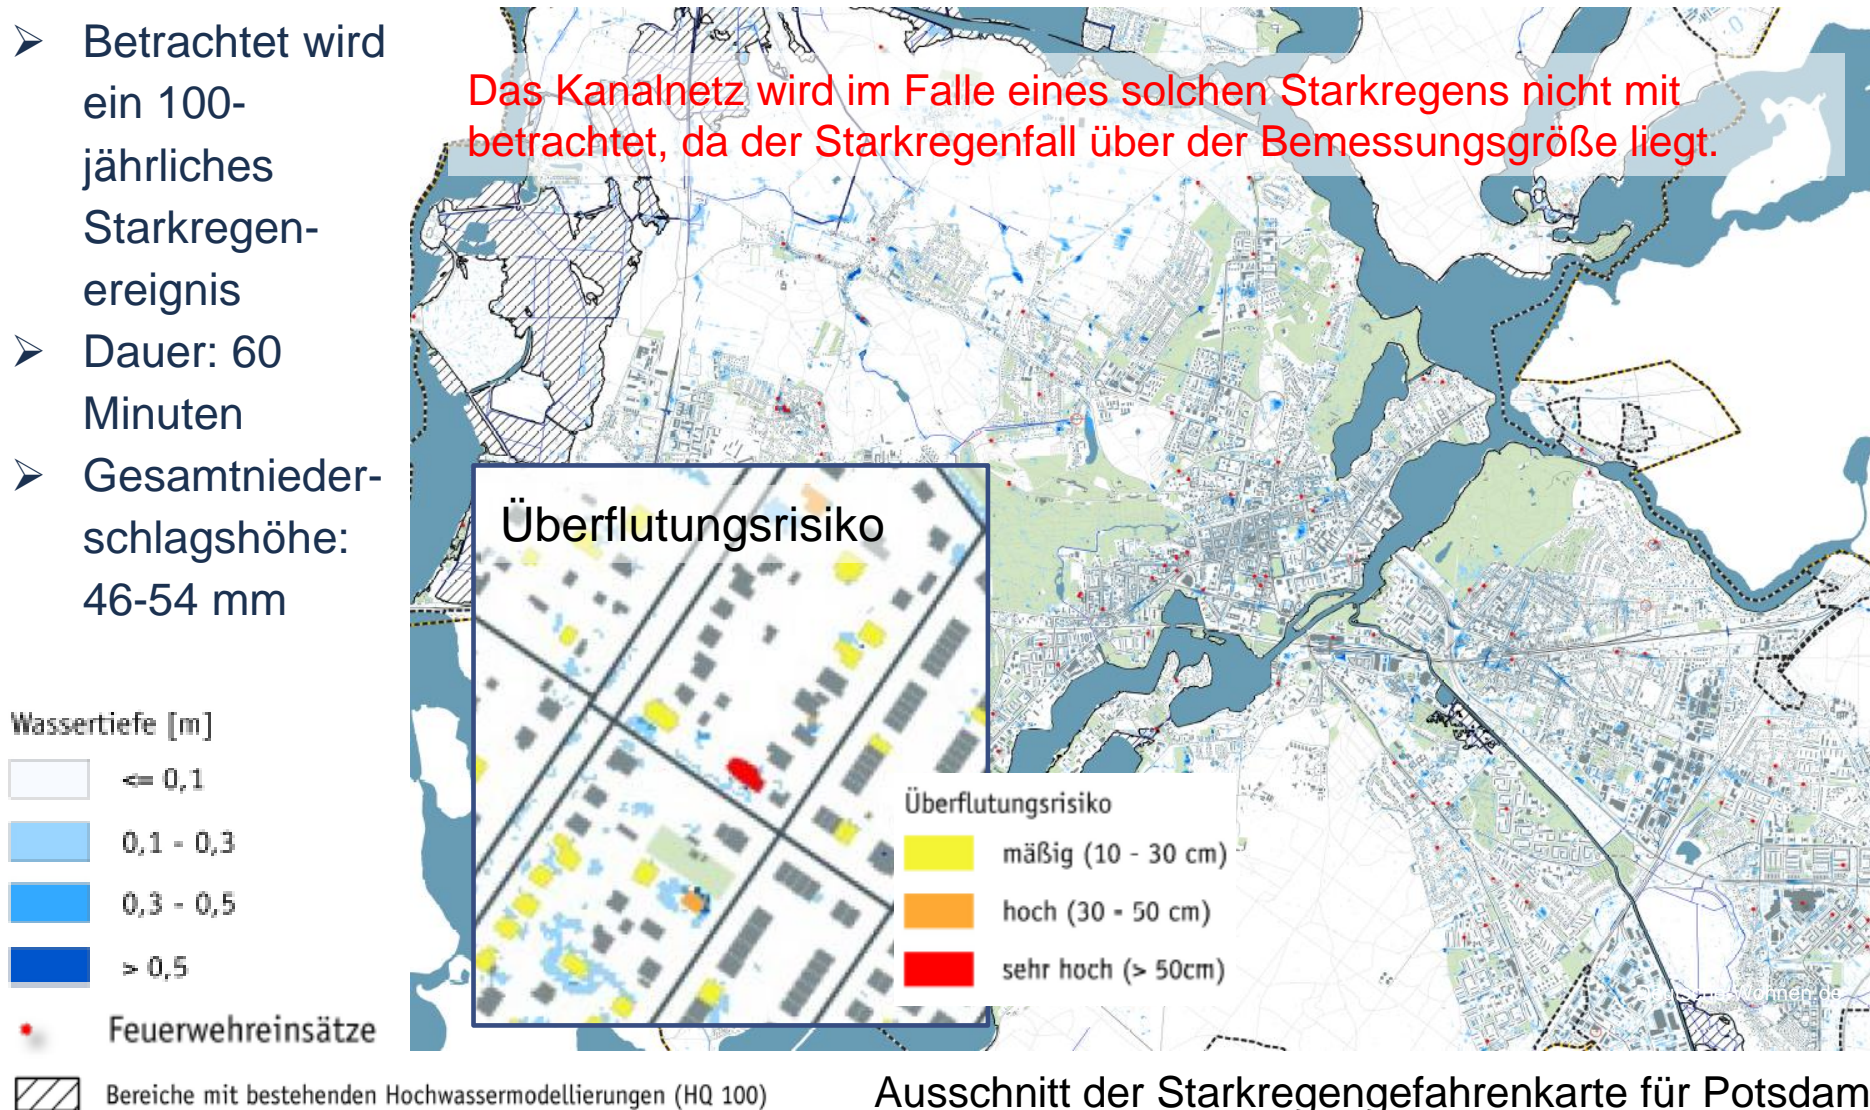 ➢ Betrachtet wird
ein 100-
jährliches
Starkregen-
ereignis
➢ Dauer: 60
Minuten
➢ Gesamtnieder-
schlagshöhe:
46-54 mm
Das Kanalnetz wird im Falle eines solchen Starkregens nicht mit
betrachtet, da der Starkregenfall über der Bemessungsgröße liegt.
Überflutungsrisiko
Überflutungsrisiko
mäßig (10 - 30 cm)
hoch (30 - 50 cm)
sehr hoch (> 50cm)
Wassertiefe [m]
<= 0,1
0,1 - 0,3
0,3 - 0,5
> 0,5
Feuerwehreinsätze
Bereiche mit bestehenden Hochwassermodellierungen (HQ 100)
Ausschnitt der Starkregengefahrenkarte für Potsdam